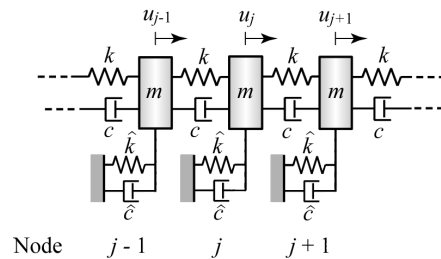 u_{j-1} u_j u_{j+1}
k k k k
m m m
c c c c
k̂ k̂ k̂
ĉ ĉ ĉ
Node j - 1 j j + 1